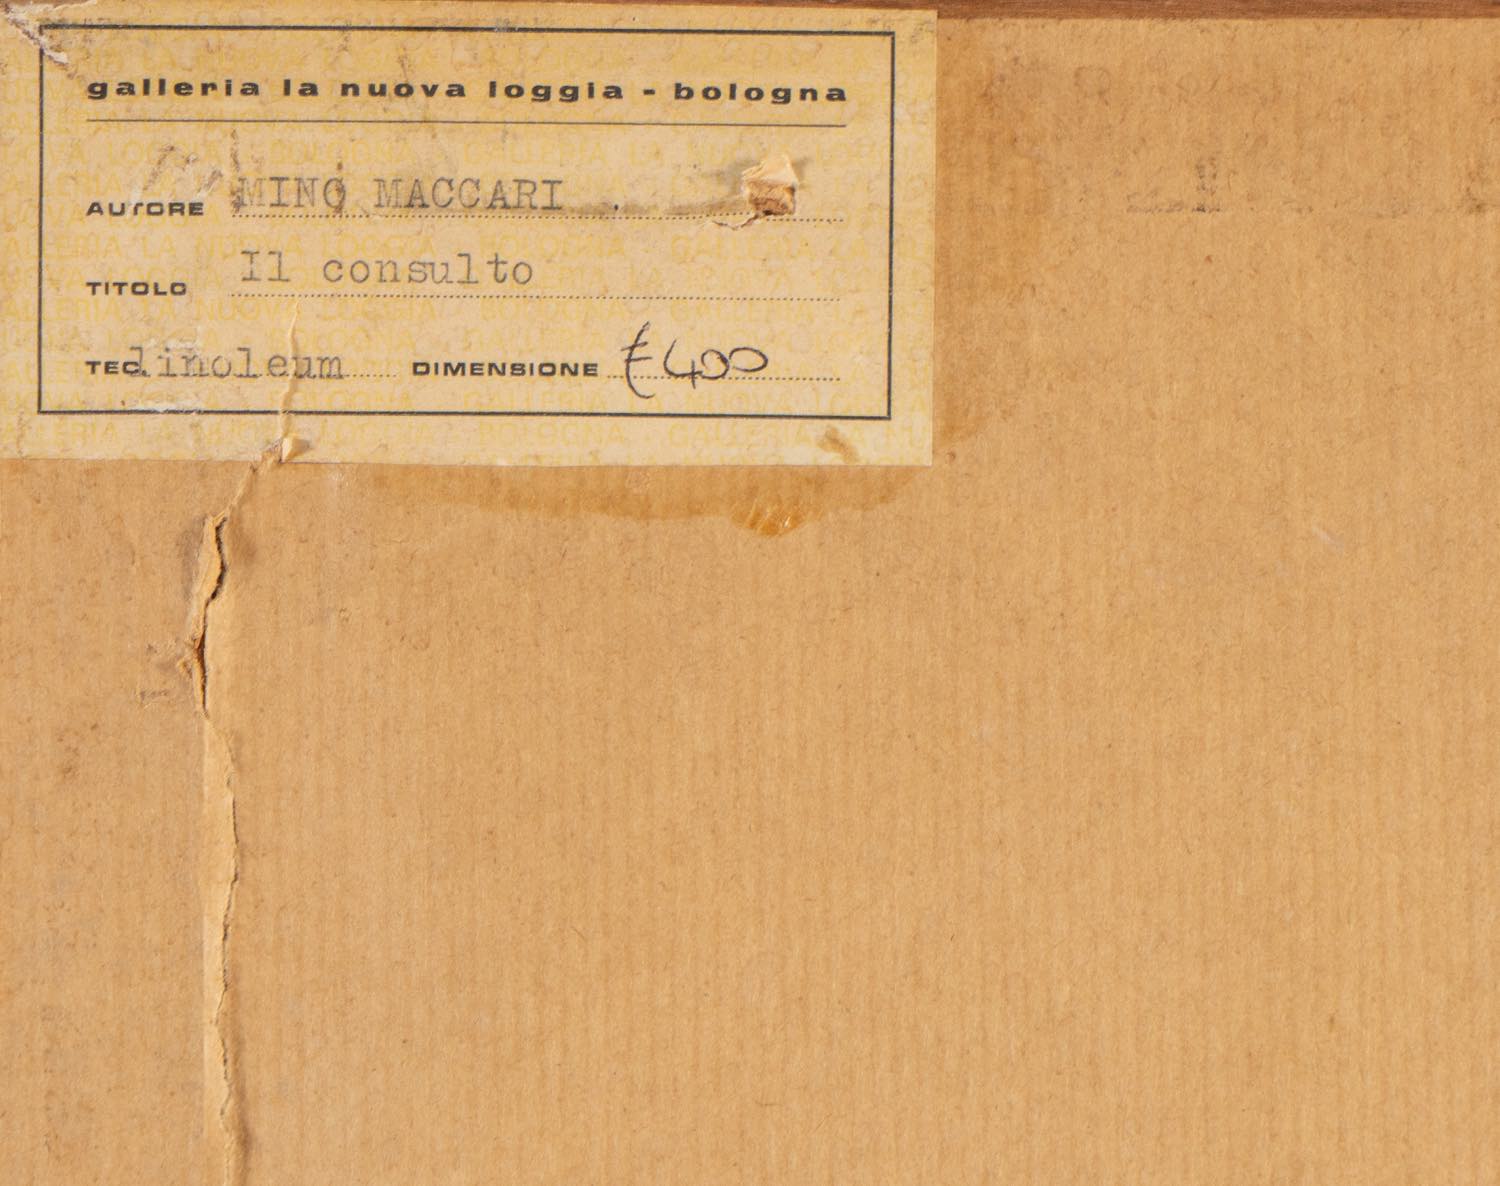 galleria la nuova loggia - bologna
AUTORE MINO MACCARI .
TITOLO Il consulto
TEC. linoleum DIMENSIONE £ 400